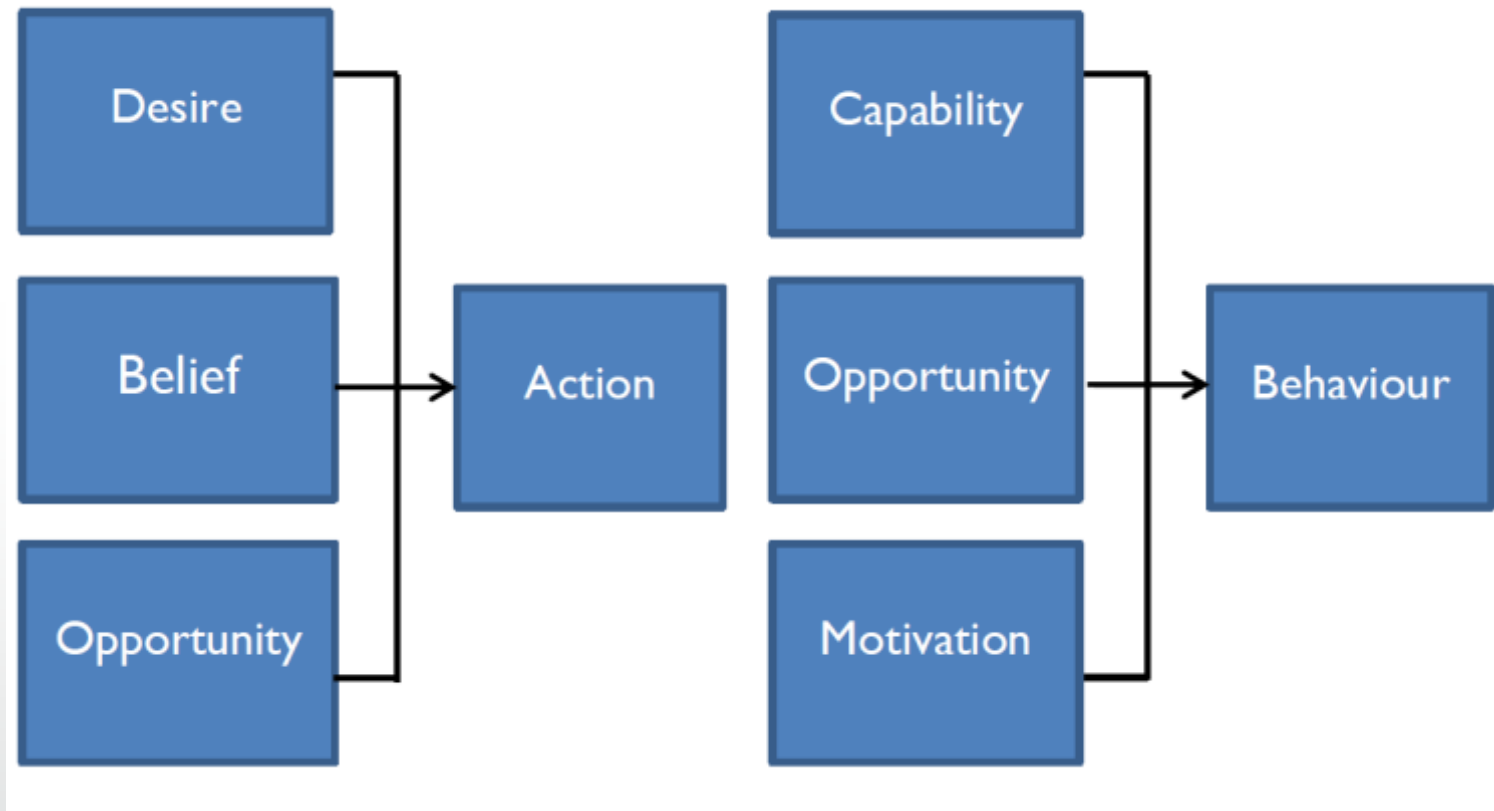 Desire
Belief
Opportunity
Action
Capability
Opportunity
Motivation
Behaviour